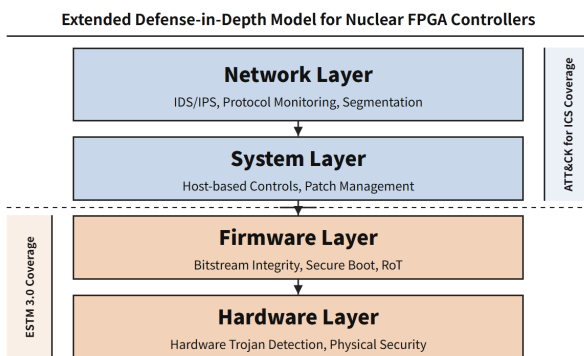 Extended Defense-in-Depth Model for Nuclear FPGA Controllers
Network Layer
IDS/IPS, Protocol Monitoring, Segmentation
System Layer
Host-based Controls, Patch Management
ATT&CK for ICS Coverage
Firmware Layer
Bitstream Integrity, Secure Boot, RoT
Hardware Layer
Hardware Trojan Detection, Physical Security
ESTM 3.0 Coverage